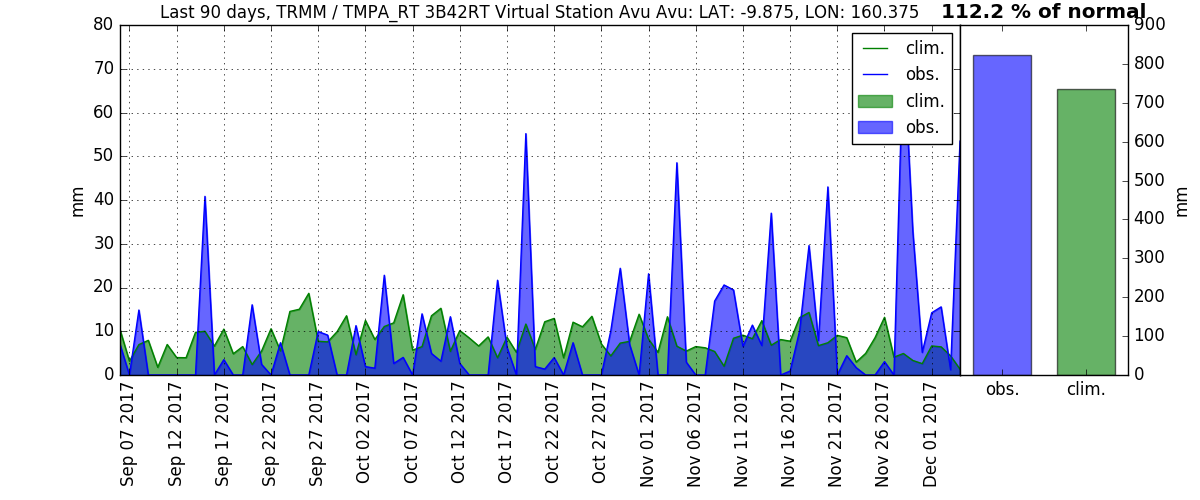 Last 90 days, TRMM / TMPA_RT 3B42RT Virtual Station Avu Avu: LAT: -9.875, LON: 160.375
112.2 % of normal
80
70
60
50
40
30
20
10
0
mm
clim.
obs.
clim.
obs.
900
800
700
600
500
400
300
200
100
0
mm
Sep 07 2017
Sep 12 2017
Sep 17 2017
Sep 22 2017
Sep 27 2017
Oct 02 2017
Oct 07 2017
Oct 12 2017
Oct 17 2017
Oct 22 2017
Oct 27 2017
Nov 01 2017
Nov 06 2017
Nov 11 2017
Nov 16 2017
Nov 21 2017
Nov 26 2017
Dec 01 2017
obs.
clim.